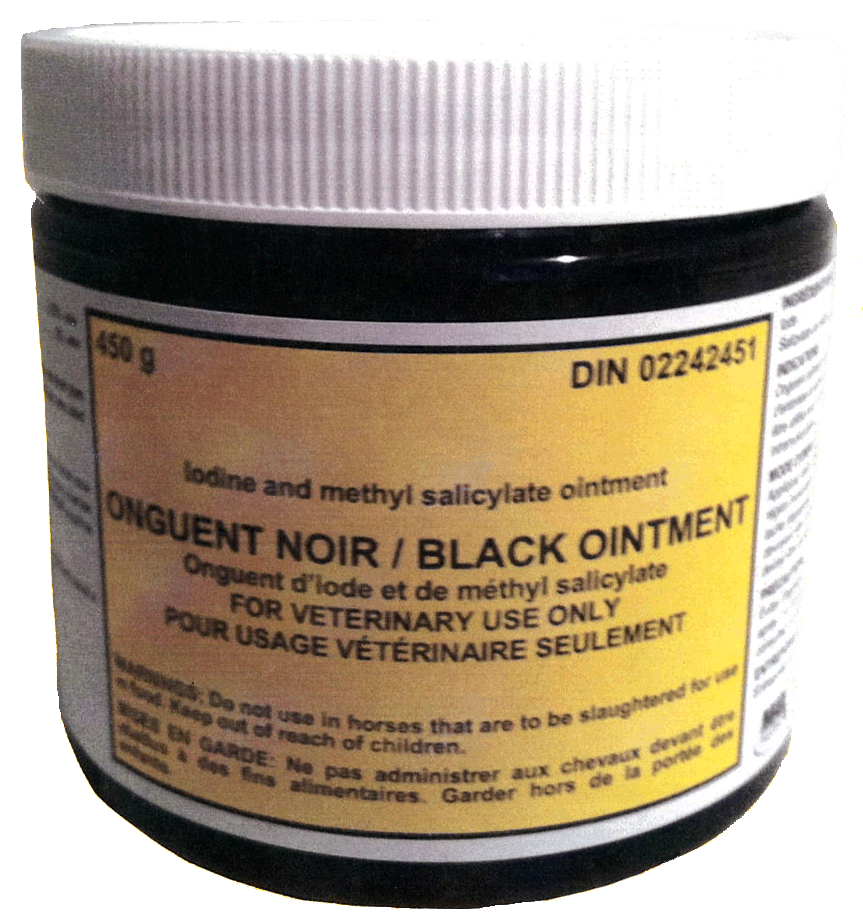 450 g
DIN 02242451
Iodine and methyl salicylate ointment
ONGUENT NOIR / BLACK OINTMENT
Onguent d'iode et de méthyl salicylate
FOR VETERINARY USE ONLY
POUR USAGE VÉTÉRINAIRE SEULEMENT
WARNINGS: Do not use in horses that are to be slaughtered for use
in food. Keep out of reach of children.
MISES EN GARDE: Ne pas administrer aux chevaux devant être
abattus à des fins alimentaires. Garder hors de la portée des
enfants.